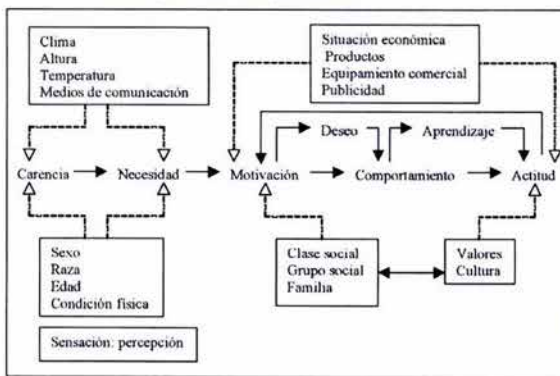 Clima
Altura
Temperatura
Medios de comunicación
Situación económica
Productos
Equipamiento comercial
Publicidad
Deseo
Aprendizaje
Carencia
Necesidad
Motivación
Comportamiento
Actitud
Sexo
Raza
Edad
Condición física
Clase social
Grupo social
Familia
Valores
Cultura
Sensación: percepción